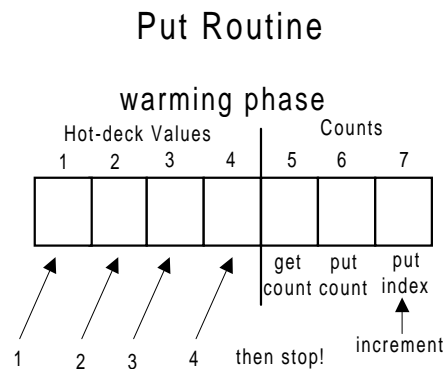 Put Routine
warming phase
Hot-deck Values Counts
1 2 3 4 5 6 7
get put put
count count index
1 2 3 4 then stop! increment